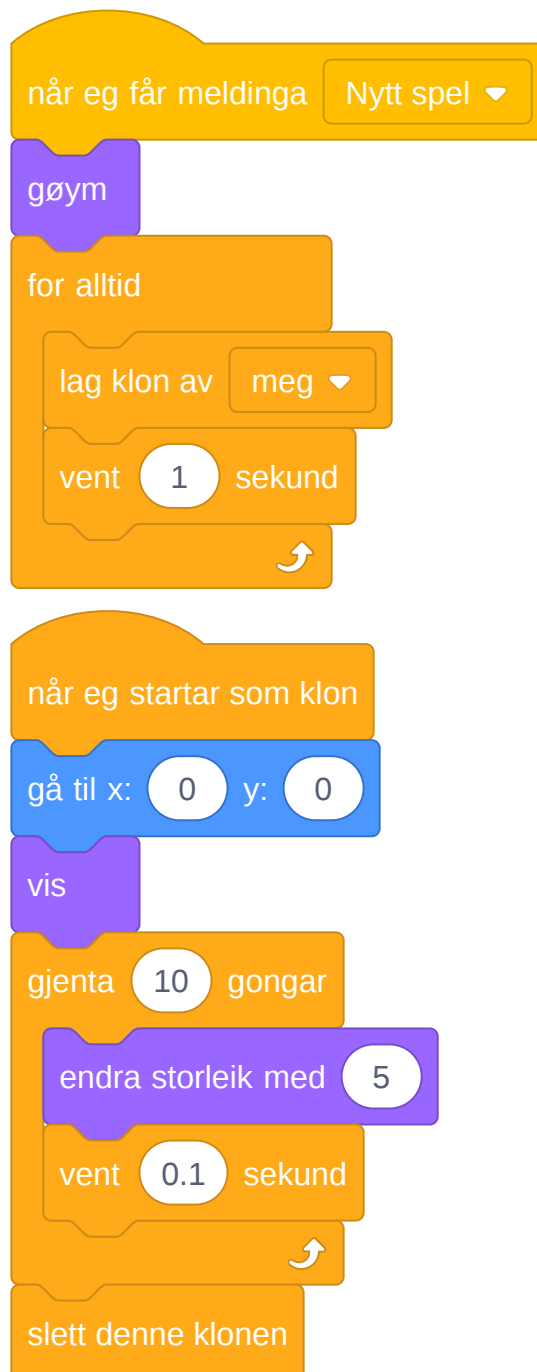 når eg får meldinga Nytt spel
gøym
for alltid
lag klon av meg
vent 1 sekund
når eg startar som klon
gå til x: 0 y: 0
vis
gjenta 10 gongar
endra storleik med 5
vent 0.1 sekund
slett denne klonen